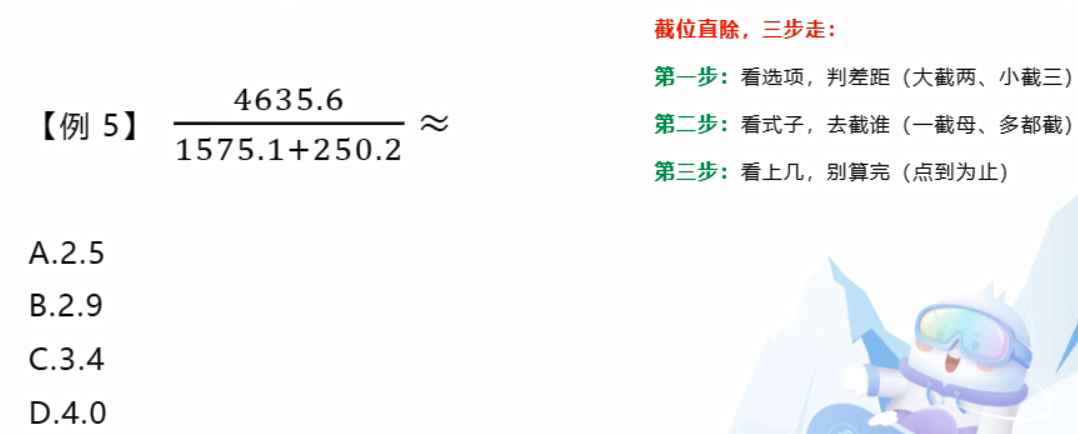 【例 5】 4635.6 / 1575.1+250.2 ≈
A.2.5
B.2.9
C.3.4
D.4.0
截位直除，三步走：
第一步：看选项，判差距（大截两、小截三）
第二步：看式子，去截谁（一截母、多都截）
第三步：看上几，别算完（点到为止）